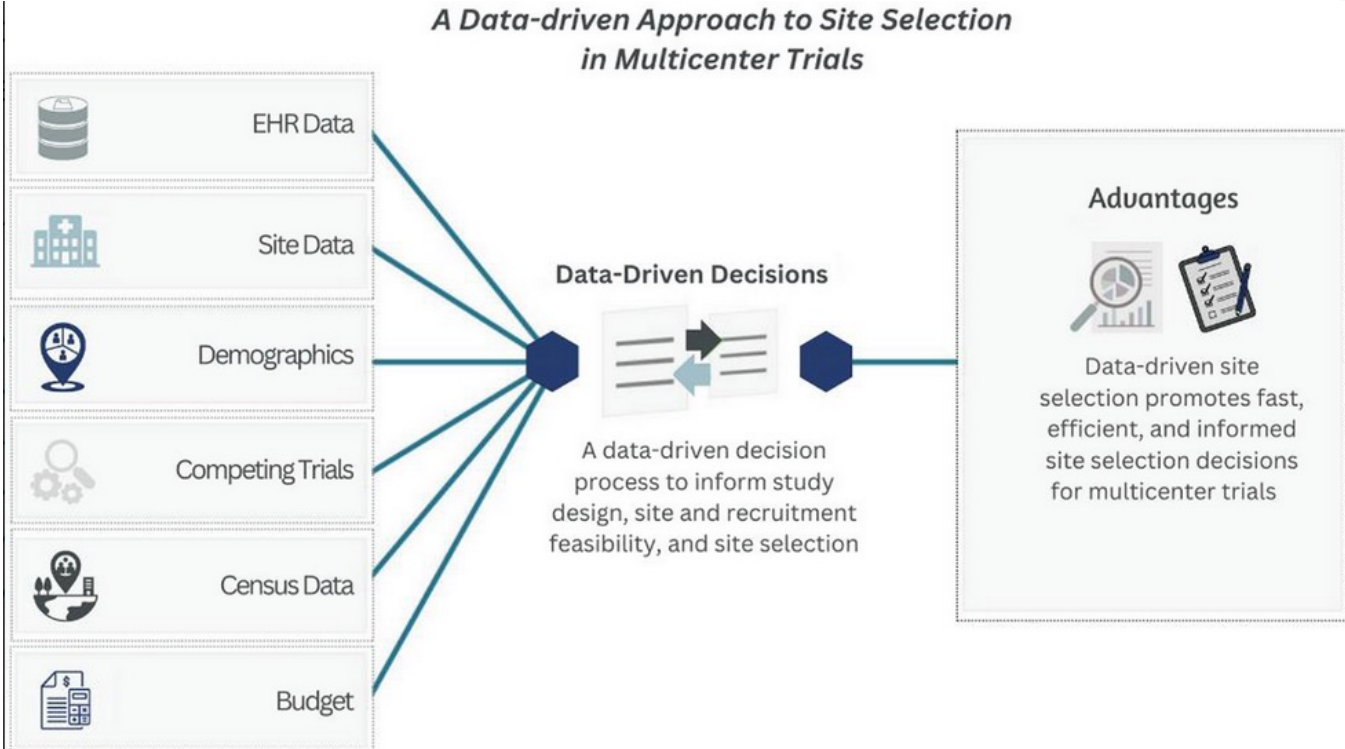 A Data-driven Approach to Site Selection
in Multicenter Trials
EHR Data
Site Data
Demographics
Competing Trials
Census Data
Budget
Data-Driven Decisions
A data-driven decision
process to inform study
design, site and recruitment
feasibility, and site selection
Advantages
Data-driven site
selection promotes fast,
efficient, and informed
site selection decisions
for multicenter trials